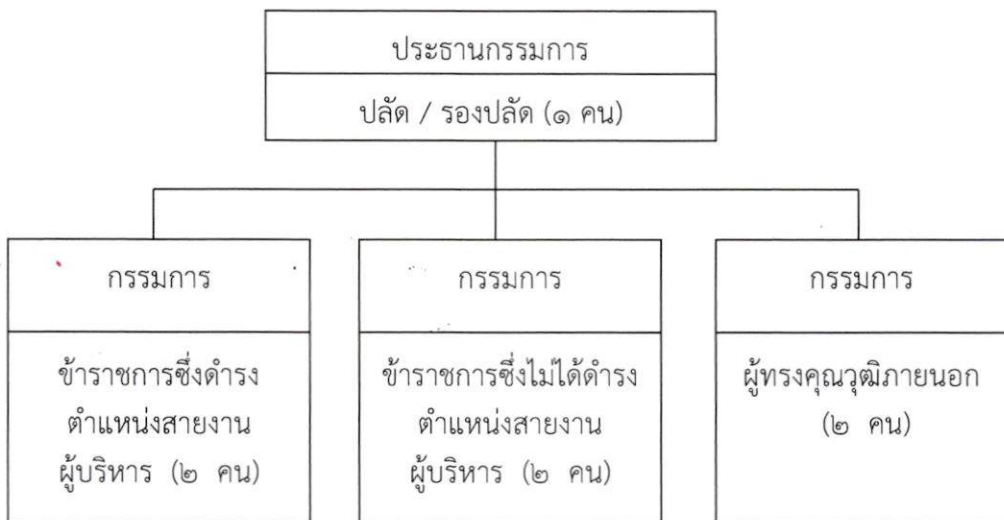 ประธานกรรมการ
ปลัด / รองปลัด (๑ คน)
กรรมการ
ข้าราชการซึ่งดำรง
ตำแหน่งสายงาน
ผู้บริหาร (๒ คน)
กรรมการ
ข้าราชการซึ่งไม่ได้ดำรง
ตำแหน่งสายงาน
ผู้บริหาร (๒ คน)
กรรมการ
ผู้ทรงคุณวุฒิภายนอก
(๒ คน)